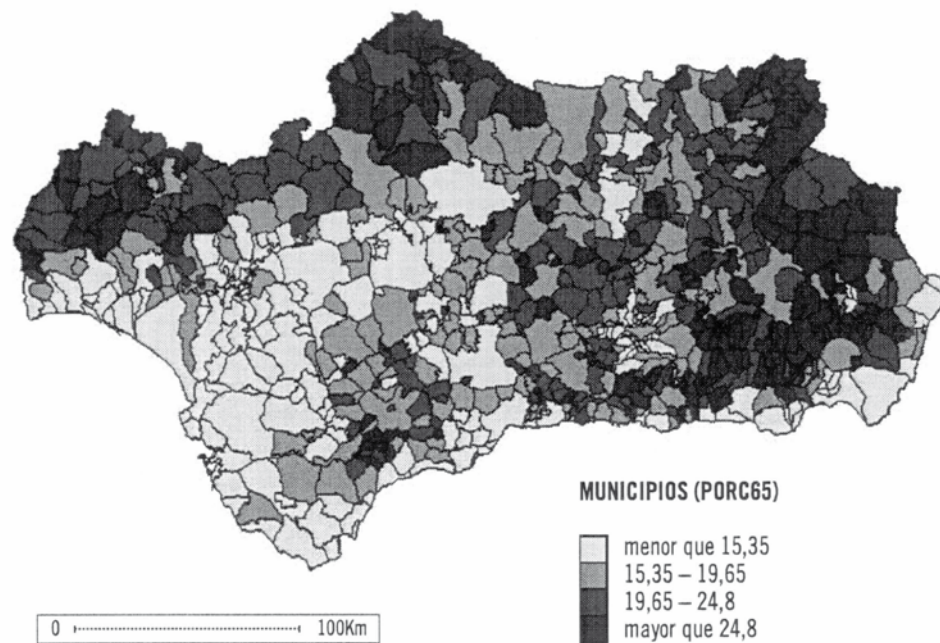 MUNICIPIOS (PORC65)
menor que 15,35
15,35 – 19,65
19,65 – 24,8
mayor que 24,8
0 100Km